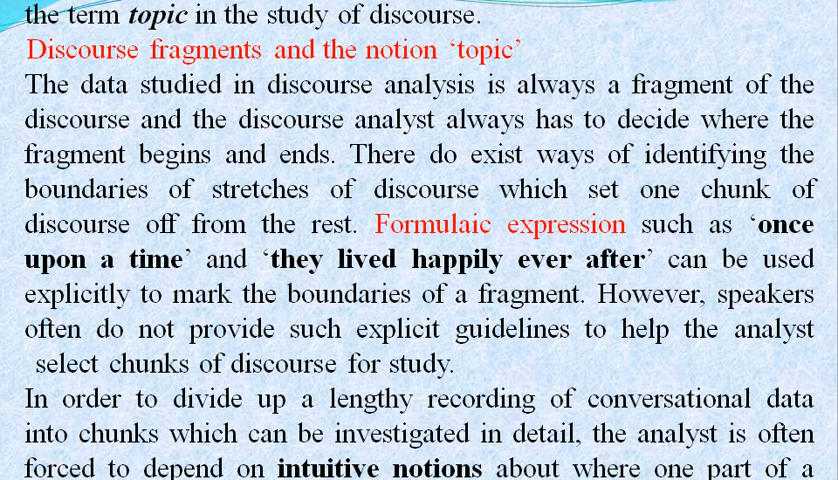 the term topic in the study of discourse.
Discourse fragments and the notion ‘topic’
The data studied in discourse analysis is always a fragment of the
discourse and the discourse analyst always has to decide where the
fragment begins and ends. There do exist ways of identifying the
boundaries of stretches of discourse which set one chunk of
discourse off from the rest. Formulaic expression such as ‘once
upon a time’ and ‘they lived happily ever after’ can be used
explicitly to mark the boundaries of a fragment. However, speakers
often do not provide such explicit guidelines to help the analyst
select chunks of discourse for study.
In order to divide up a lengthy recording of conversational data
into chunks which can be investigated in detail, the analyst is often
forced to depend on intuitive notions about where one part of a